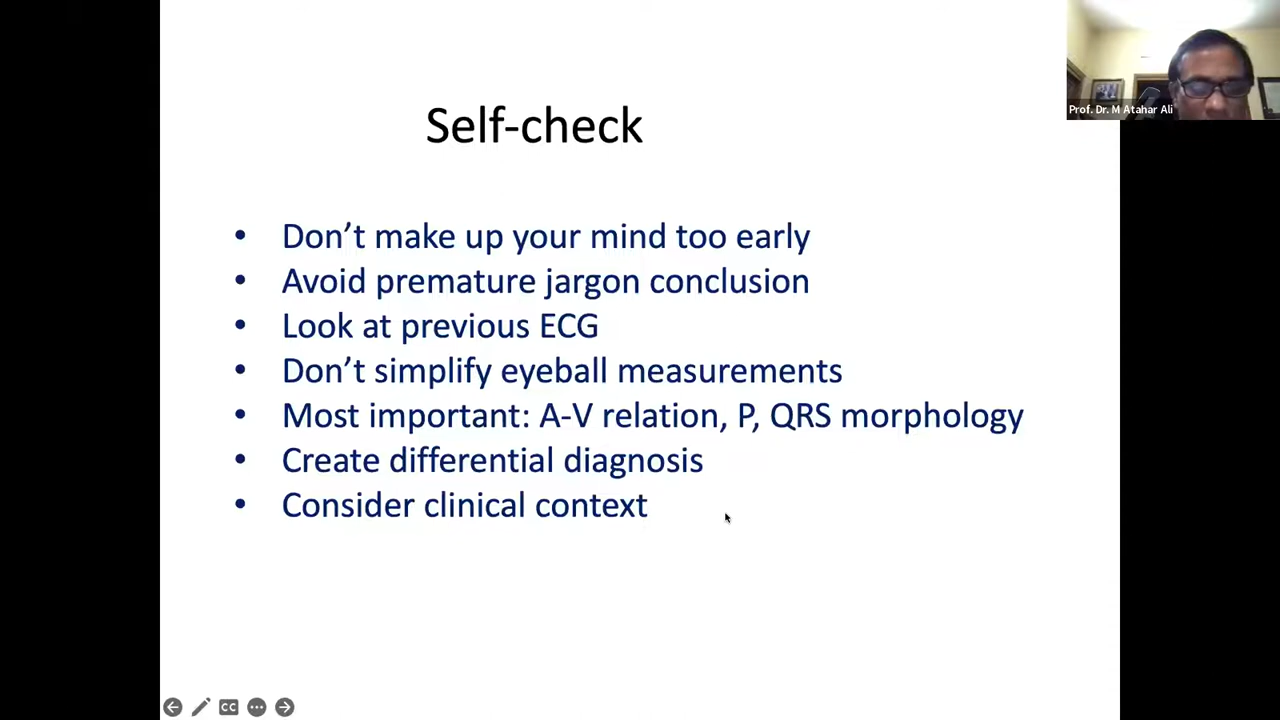 Self-check
• Don’t make up your mind too early
• Avoid premature jargon conclusion
• Look at previous ECG
• Don’t simplify eyeball measurements
• Most important: A-V relation, P, QRS morphology
• Create differential diagnosis
• Consider clinical context
Prof. Dr. M Atahar Ali
CC